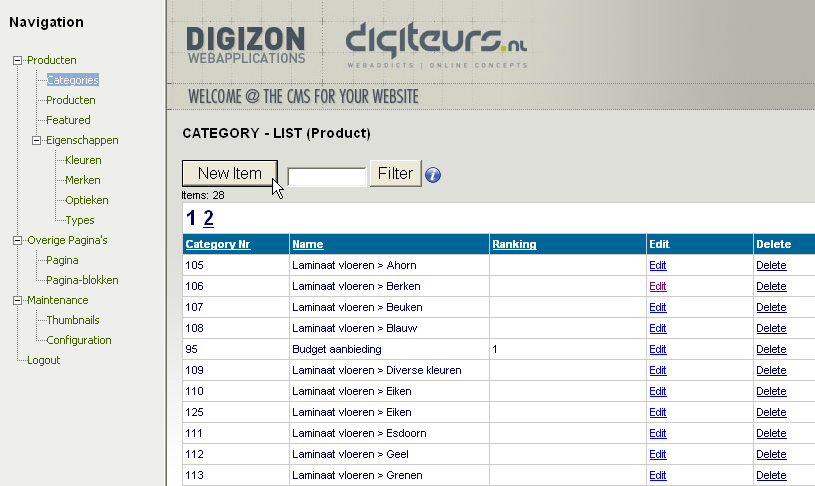 Navigation
Producten
Categories
Producten
Featured
Eigenschappen
Kleuren
Merken
Optieken
Types
Overige Pagina's
Pagina
Pagina-blokken
Maintenance
Thumbnails
Configuration
Logout
DIGIZON
WEBAPPLICATIONS
digiteurs.nl
WEBADDICTS | ONLINE CONCEPTS
WELCOME @ THE CMS FOR YOUR WEBSITE
CATEGORY - LIST (Product)
New Item Filter i
Items: 28
1 2
Category Nr Name Ranking Edit Delete
105 Laminaat vloeren > Ahorn Edit Delete
106 Laminaat vloeren > Berken Edit Delete
107 Laminaat vloeren > Beuken Edit Delete
108 Laminaat vloeren > Blauw Edit Delete
95 Budget aanbieding 1 Edit Delete
109 Laminaat vloeren > Diverse kleuren Edit Delete
110 Laminaat vloeren > Eiken Edit Delete
125 Laminaat vloeren > Eiken Edit Delete
111 Laminaat vloeren > Esdoorn Edit Delete
112 Laminaat vloeren > Geel Edit Delete
113 Laminaat vloeren > Grenen Edit Delete